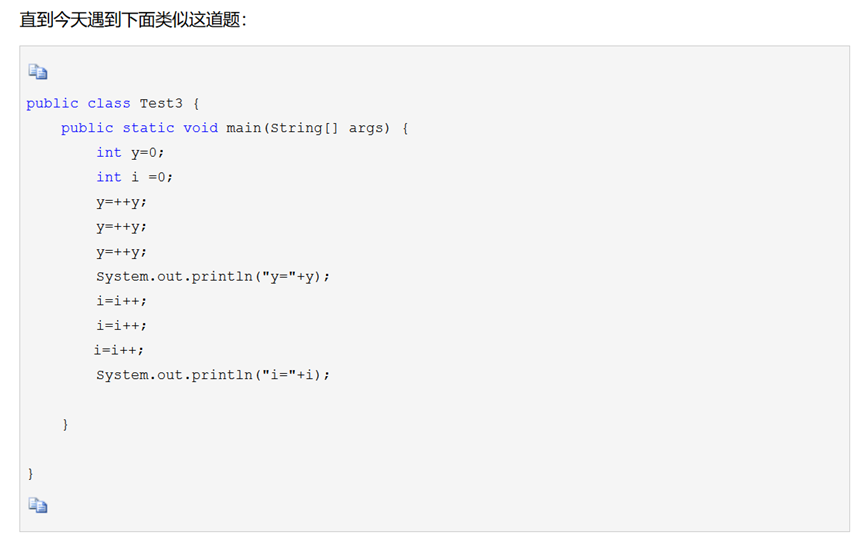 直到今天遇到下面类似这道题：
public class Test3 {
    public static void main(String[] args) {
        int y=0;
        int i =0;
        y=++y;
        y=++y;
        y=++y;
        System.out.println("y="+y);
        i=i++;
        i=i++;
        i=i++;
        System.out.println("i="+i);
    }
}